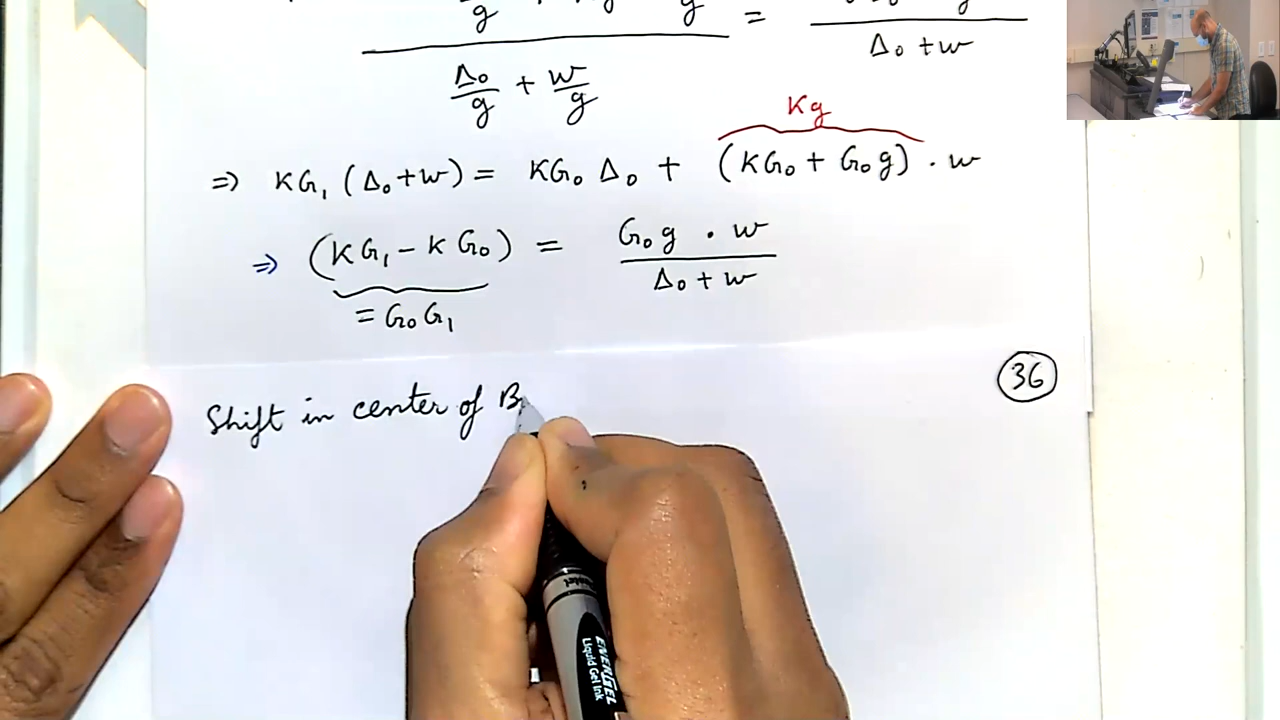 g g =
Δ₀/g + w/g Δ₀ + w
Kg
⇒ KG₁ (Δ₀+w) = KG₀ Δ₀ + (KG₀ + G₀g) · w
⇒ (KG₁ - KG₀) = G₀g · w / Δ₀ + w
= G₀G₁
36
Shift in center of B
ENERGEL
Liquid Gel Ink